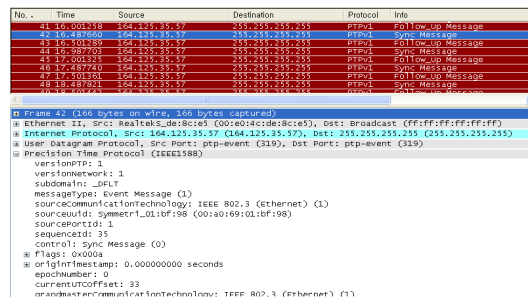 No. . Time Source Destination Protocol Info
41 16.001258 164.125.35.57 255.255.255.255 PTPv1 Follow_Up Message
42 16.487660 164.125.35.57 255.255.255.255 PTPv1 Sync Message
43 16.501289 164.125.35.57 255.255.255.255 PTPv1 Follow_Up Message
44 16.987703 164.125.35.57 255.255.255.255 PTPv1 Sync Message
45 17.001325 164.125.35.57 255.255.255.255 PTPv1 Follow_Up Message
46 17.487740 164.125.35.57 255.255.255.255 PTPv1 Sync Message
47 17.501361 164.125.35.57 255.255.255.255 PTPv1 Follow_Up Message
48 18.487821 164.125.35.57 255.255.255.255 PTPv1 Sync Message
Frame 42 (166 bytes on wire, 166 bytes captured)
Ethernet II, Src: RealtekS_de:8c:e5 (00:e0:4c:de:8c:e5), Dst: Broadcast (ff:ff:ff:ff:ff:ff)
Internet Protocol, Src: 164.125.35.57 (164.125.35.57), Dst: 255.255.255.255 (255.255.255.255)
User Datagram Protocol, Src Port: ptp-event (319), Dst Port: ptp-event (319)
Precision Time Protocol (IEEE1588)
versionPTP: 1
versionNetwork: 1
subdomain: _DFLT
messageType: Event Message (1)
sourceCommunicationTechnology: IEEE 802.3 (Ethernet) (1)
sourceUuid: Symmetri_01:bf:98 (00:a0:69:01:bf:98)
sourcePortId: 1
sequenceId: 35
control: Sync Message (0)
flags: 0x000a
originTimestamp: 0.000000000 seconds
epochNumber: 0
currentUTCOffset: 33
grandmasterCommunicationTechnology: IEEE 802.3 (Ethernet) (1)